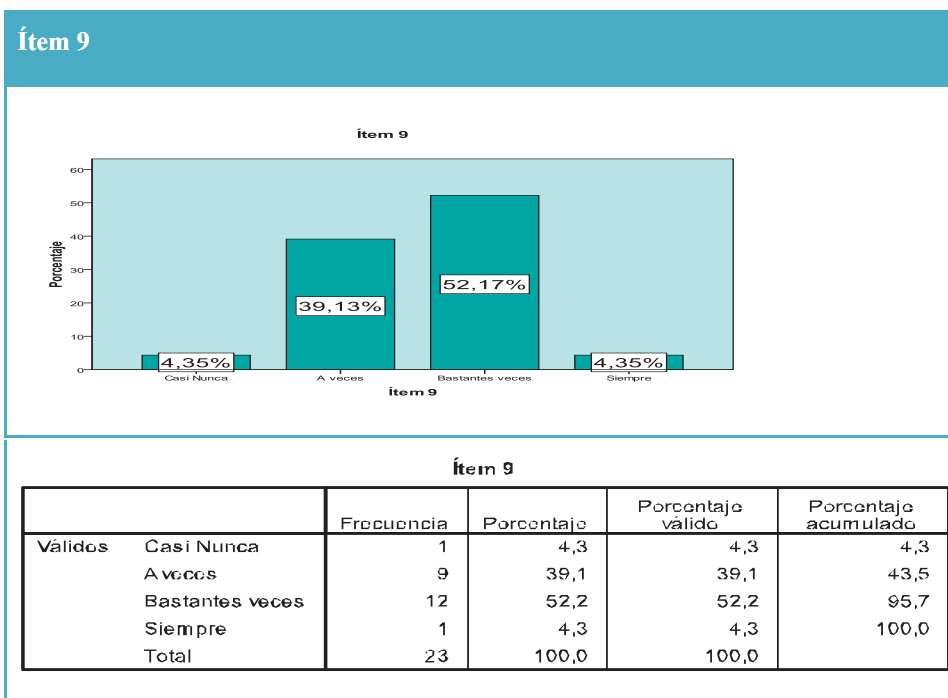 Ítem 9
Ítem 9
Porcentaje
60
50
40
30
20
10
0
4,35%
39,13%
52,17%
4,35%
Casi Nunca A veces Bastantes veces Siempre
Ítem 9
Ítem 9
Frecuencia Porcentaje Porcentaje válido Porcentaje acumulado
Válidos Casi Nunca 1 4,3 4,3 4,3
A veces 9 39,1 39,1 43,5
Bastantes veces 12 52,2 52,2 95,7
Siempre 1 4,3 4,3 100,0
Total 23 100,0 100,0